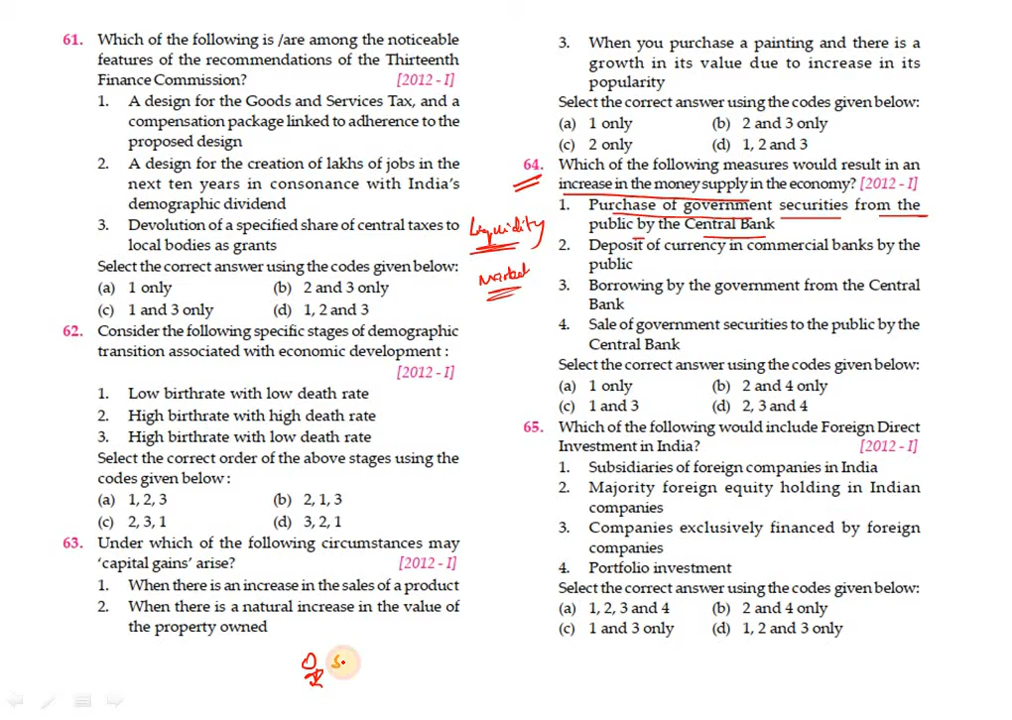 61. Which of the following is /are among the noticeable
features of the recommendations of the Thirteenth
Finance Commission? [2012 - I]
1. A design for the Goods and Services Tax, and a
compensation package linked to adherence to the
proposed design
2. A design for the creation of lakhs of jobs in the
next ten years in consonance with India's
demographic dividend
3. Devolution of a specified share of central taxes to
local bodies as grants
Select the correct answer using the codes given below:
(a) 1 only (b) 2 and 3 only
(c) 1 and 3 only (d) 1, 2 and 3
62. Consider the following specific stages of demographic
transition associated with economic development :
[2012 - I]
1. Low birthrate with low death rate
2. High birthrate with high death rate
3. High birthrate with low death rate
Select the correct order of the above stages using the
codes given below :
(a) 1, 2, 3 (b) 2, 1, 3
(c) 2, 3, 1 (d) 3, 2, 1
63. Under which of the following circumstances may
'capital gains' arise? [2012 - I]
1. When there is an increase in the sales of a product
2. When there is a natural increase in the value of
the property owned
3. When you purchase a painting and there is a
growth in its value due to increase in its
popularity
Select the correct answer using the codes given below:
(a) 1 only (b) 2 and 3 only
(c) 2 only (d) 1, 2 and 3
64. Which of the following measures would result in an
increase in the money supply in the economy? [2012 - I]
1. Purchase of government securities from the
public by the Central Bank
2. Deposit of currency in commercial banks by the
public
3. Borrowing by the government from the Central
Bank
4. Sale of government securities to the public by the
Central Bank
Select the correct answer using the codes given below:
(a) 1 only (b) 2 and 4 only
(c) 1 and 3 (d) 2, 3 and 4
65. Which of the following would include Foreign Direct
Investment in India? [2012 - I]
1. Subsidiaries of foreign companies in India
2. Majority foreign equity holding in Indian
companies
3. Companies exclusively financed by foreign
companies
4. Portfolio investment
Select the correct answer using the codes given below:
(a) 1, 2, 3 and 4 (b) 2 and 4 only
(c) 1 and 3 only (d) 1, 2 and 3 only
Liquidity
Market